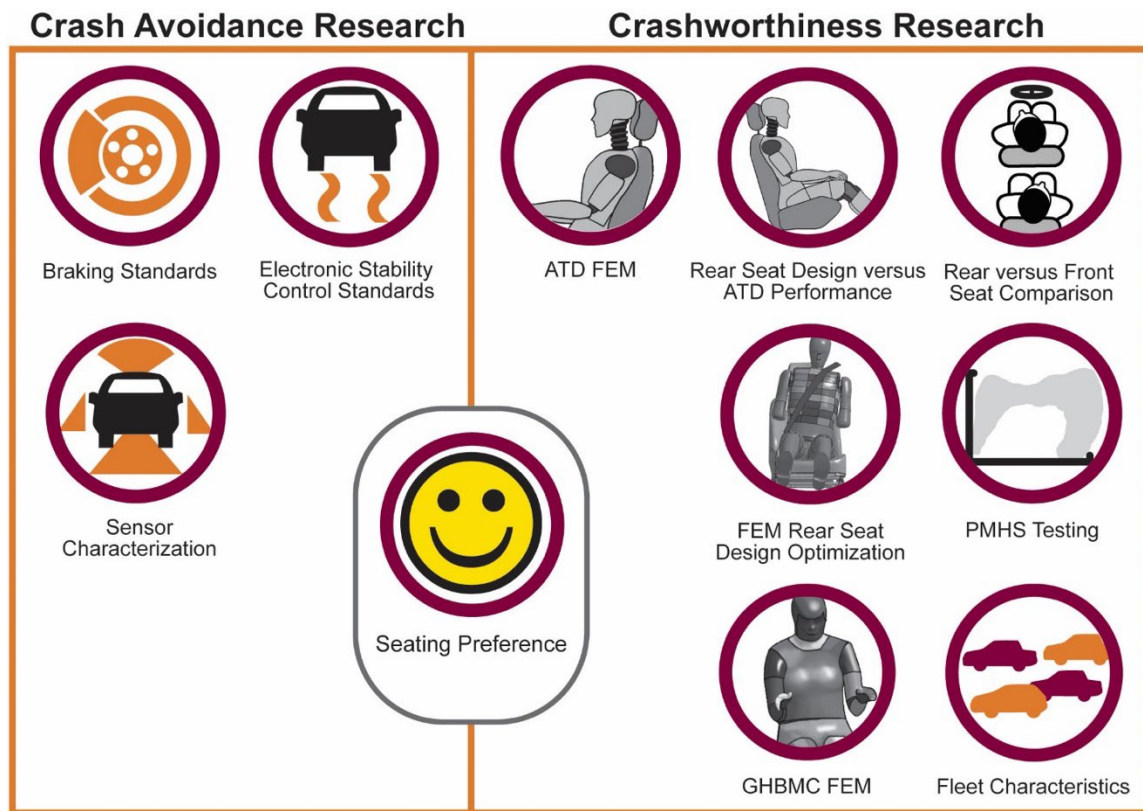 Crash Avoidance Research
Crashworthiness Research
Braking Standards
Electronic Stability
Control Standards
ATD FEM
Rear Seat Design versus
ATD Performance
Rear versus Front
Seat Comparison
Sensor
Characterization
FEM Rear Seat
Design Optimization
PMHS Testing
Seating Preference
GHBMC FEM
Fleet Characteristics